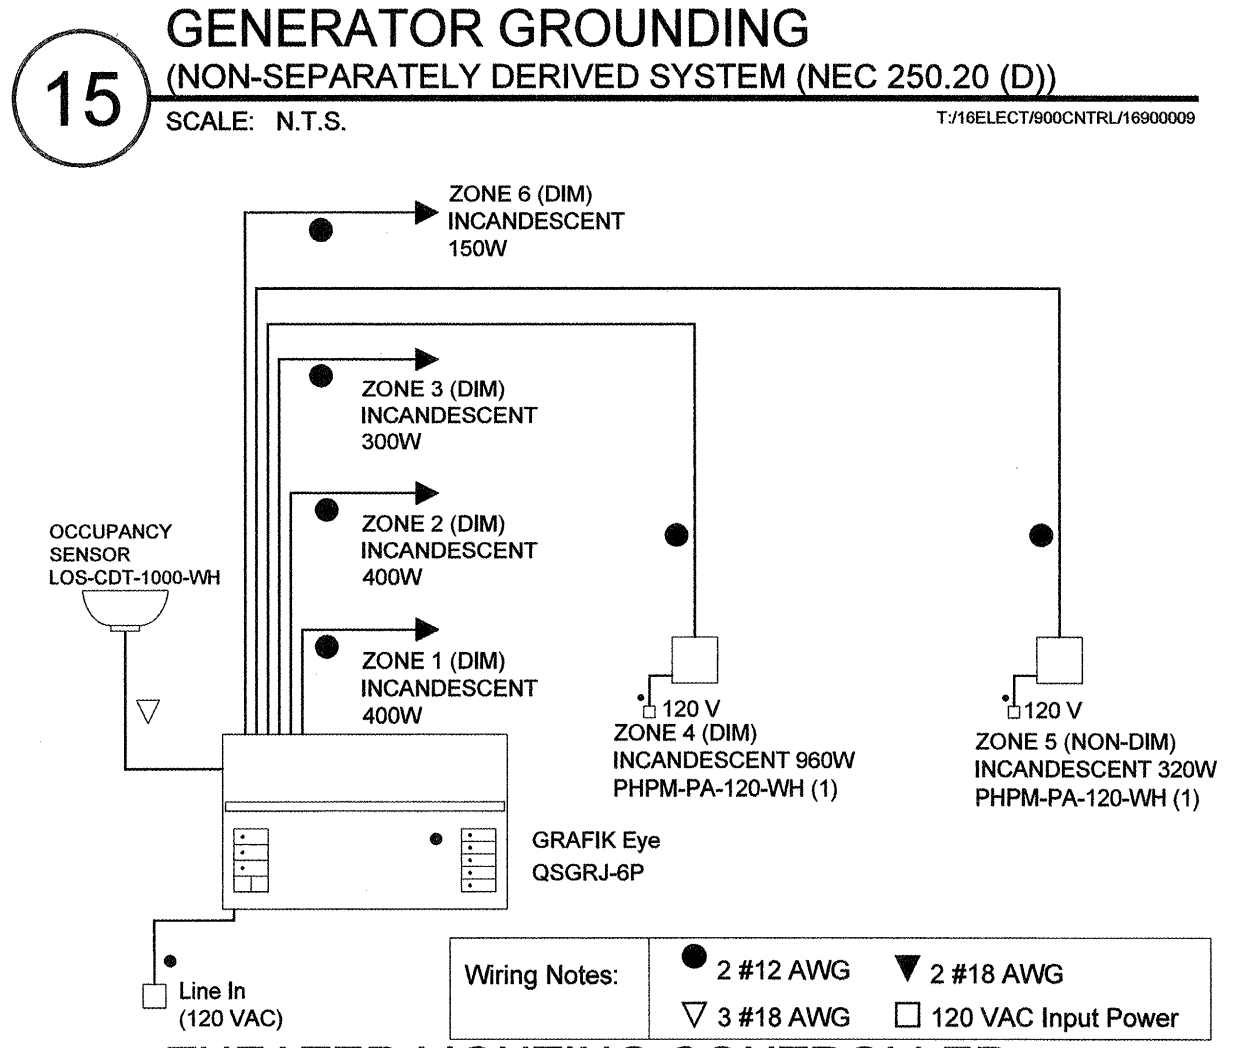 15
GENERATOR GROUNDING
(NON-SEPARATELY DERIVED SYSTEM (NEC 250.20 (D))
SCALE: N.T.S.
T:/16ELECT/900CNTRL/16900009
ZONE 6 (DIM)
INCANDESCENT
150W
ZONE 3 (DIM)
INCANDESCENT
300W
ZONE 2 (DIM)
INCANDESCENT
400W
OCCUPANCY
SENSOR
LOS-CDT-1000-WH
ZONE 1 (DIM)
INCANDESCENT
400W
120 V
ZONE 4 (DIM)
INCANDESCENT 960W
PHPM-PA-120-WH (1)
120 V
ZONE 5 (NON-DIM)
INCANDESCENT 320W
PHPM-PA-120-WH (1)
GRAFIK Eye
QSGRJ-6P
Line In
(120 VAC)
Wiring Notes:
2 #12 AWG
2 #18 AWG
3 #18 AWG
120 VAC Input Power